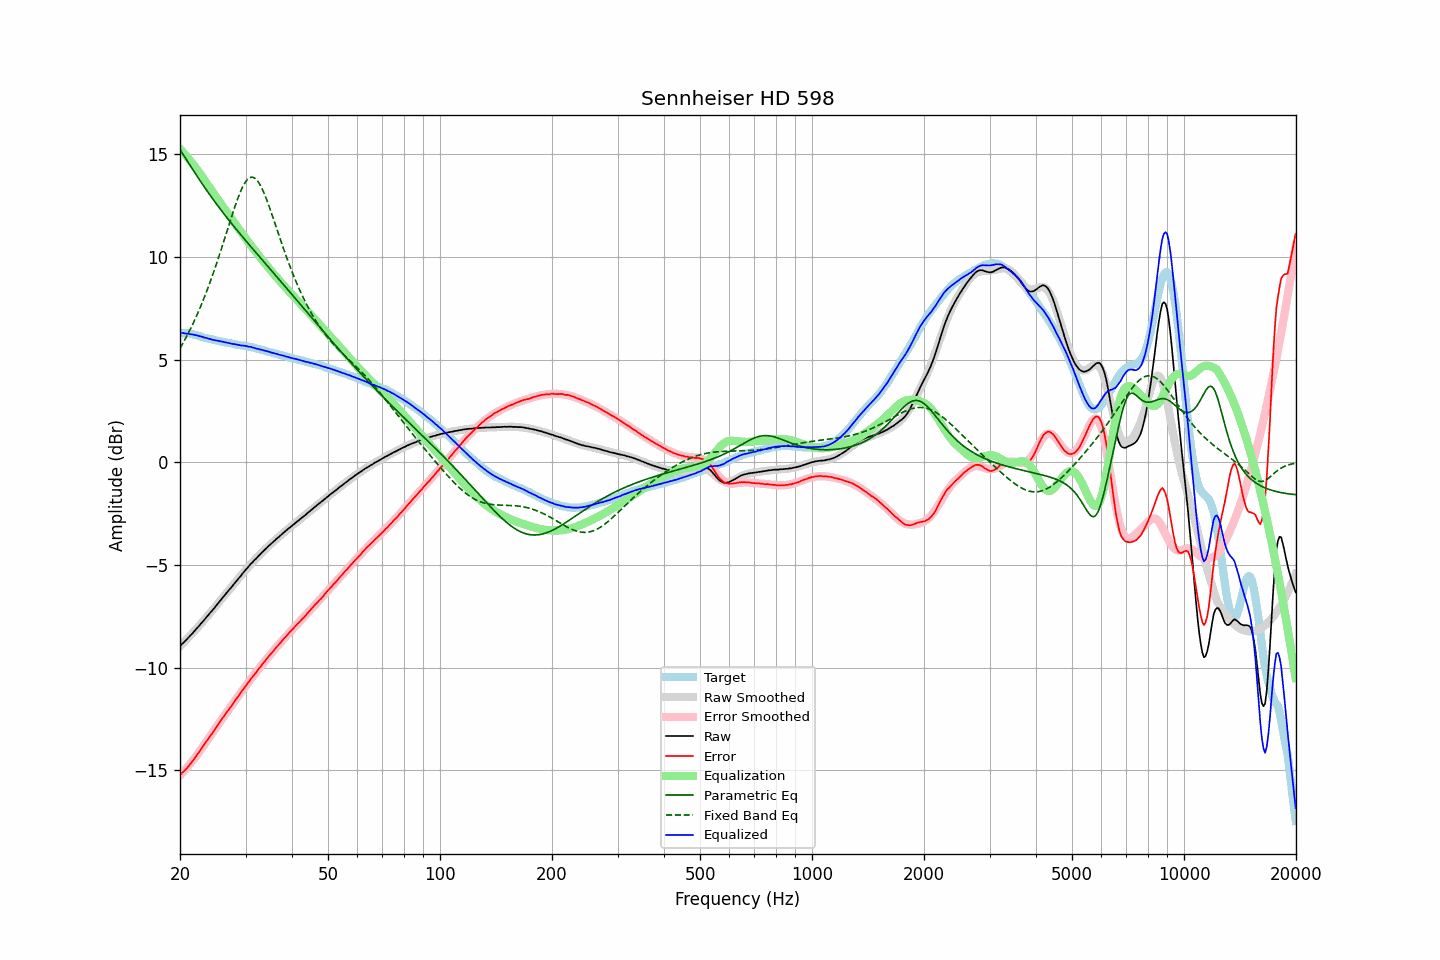 Sennheiser HD 598
Amplitude (dBr)
15
10
5
0
−5
−10
−15
20
50
100
200
500
1000
2000
5000
10000
20000
Frequency (Hz)
Target
Raw Smoothed
Error Smoothed
Raw
Error
Equalization
Parametric Eq
Fixed Band Eq
Equalized